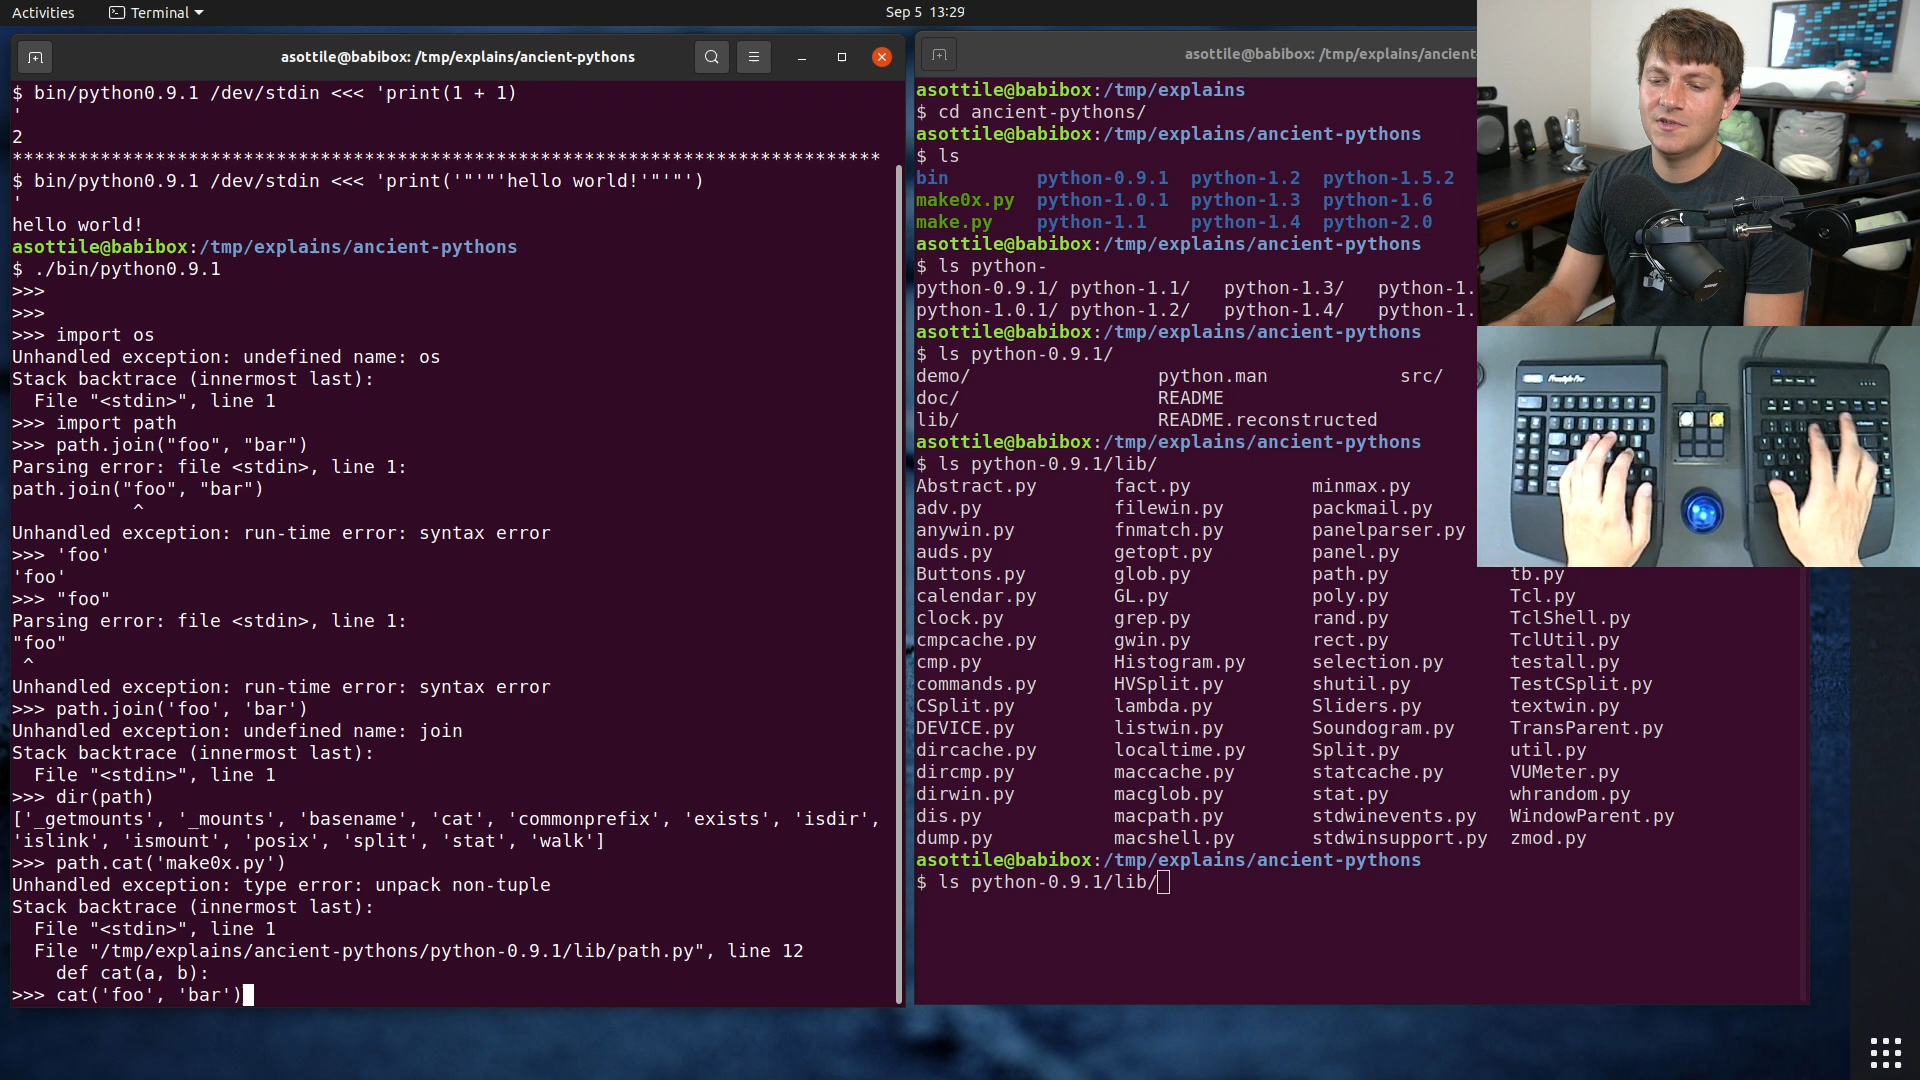 Activities
Terminal
Sep 5 13:29
asottile@babibox: /tmp/explains/ancient-pythons
$ bin/python0.9.1 /dev/stdin <<< 'print(1 + 1)
'
2
*******************************************************************************
$ bin/python0.9.1 /dev/stdin <<< 'print('"'"'hello world!'"'"')
'
hello world!
asottile@babibox:/tmp/explains/ancient-pythons
$ ./bin/python0.9.1
>>>
>>>
>>> import os
Unhandled exception: undefined name: os
Stack backtrace (innermost last):
  File "<stdin>", line 1
>>> import path
>>> path.join("foo", "bar")
Parsing error: file <stdin>, line 1:
path.join("foo", "bar")
           ^
Unhandled exception: run-time error: syntax error
>>> 'foo'
'foo'
>>> "foo"
Parsing error: file <stdin>, line 1:
"foo"
 ^
Unhandled exception: run-time error: syntax error
>>> path.join('foo', 'bar')
Unhandled exception: undefined name: join
Stack backtrace (innermost last):
  File "<stdin>", line 1
>>> dir(path)
['_getmounts', '_mounts', 'basename', 'cat', 'commonprefix', 'exists', 'isdir',
'islink', 'ismount', 'posix', 'split', 'stat', 'walk']
>>> path.cat('make0x.py')
Unhandled exception: type error: unpack non-tuple
Stack backtrace (innermost last):
  File "<stdin>", line 1
  File "/tmp/explains/ancient-pythons/python-0.9.1/lib/path.py", line 12
    def cat(a, b):
>>> cat('foo', 'bar')
asottile@babibox: /tmp/explains/ancient
asottile@babibox:/tmp/explains
$ cd ancient-pythons/
asottile@babibox:/tmp/explains/ancient-pythons
$ ls
bin        python-0.9.1  python-1.2  python-1.5.2
make0x.py  python-1.0.1  python-1.3  python-1.6
make.py    python-1.1    python-1.4  python-2.0
asottile@babibox:/tmp/explains/ancient-pythons
$ ls python-
python-0.9.1/ python-1.1/   python-1.3/   python-1.
python-1.0.1/ python-1.2/   python-1.4/   python-1.
asottile@babibox:/tmp/explains/ancient-pythons
$ ls python-0.9.1/
demo/                 python.man            src/
doc/                  README
lib/                  README.reconstructed
asottile@babibox:/tmp/explains/ancient-pythons
$ ls python-0.9.1/lib/
Abstract.py       fact.py           minmax.py
adv.py            filewin.py        packmail.py
anywin.py         fnmatch.py        panelparser.py
auds.py           getopt.py         panel.py
Buttons.py        glob.py           path.py           tb.py
calendar.py       GL.py             poly.py           Tcl.py
clock.py          grep.py           rand.py           TclShell.py
cmpcache.py       gwin.py           rect.py           TclUtil.py
cmp.py            Histogram.py      selection.py      testall.py
commands.py       HVSplit.py        shutil.py         TestCSplit.py
CSplit.py         lambda.py         Sliders.py        textwin.py
DEVICE.py         listwin.py        Soundogram.py     TransParent.py
dircache.py       localtime.py      Split.py          util.py
dircmp.py         maccache.py       statcache.py      VUMeter.py
dirwin.py         macglob.py        stat.py           whrandom.py
dis.py            macpath.py        stdwinevents.py   WindowParent.py
dump.py           macshell.py       stdwinsupport.py  zmod.py
asottile@babibox:/tmp/explains/ancient-pythons
$ ls python-0.9.1/lib/